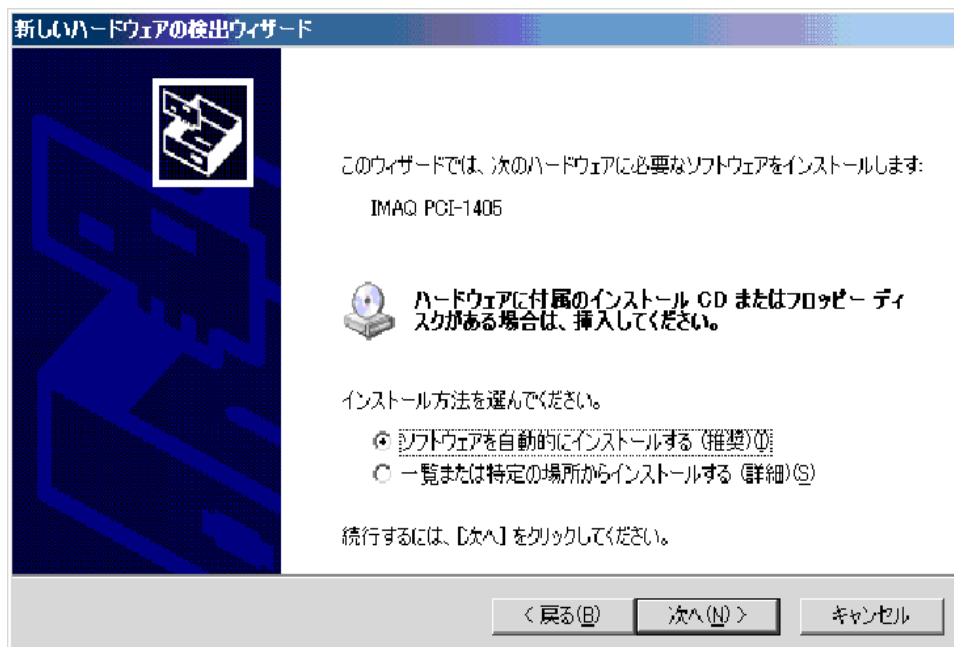 新しいハードウェアの検出ウィザード
このウィザードでは、次のハードウェアに必要なソフトウェアをインストールします:
IMAQ PCI-1405
ハードウェアに付属のインストール CD またはフロッピー ディ
スクがある場合は、挿入してください。
インストール方法を選んでください。
ソフトウェアを自動的にインストールする (推奨)(I)
一覧または特定の場所からインストールする (詳細)(S)
続行するには、[次へ] をクリックしてください。
< 戻る(B) 次へ(N) > キャンセル